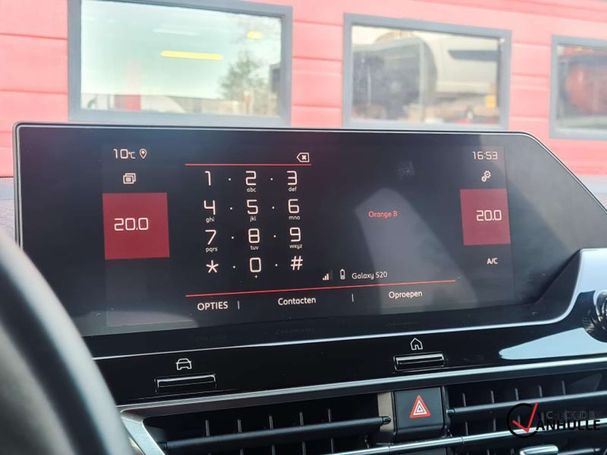 10°C 16:53
20.0 20.0
1 2 3
abc def
4 5 6
ghi jkl mno
Orange B
7 8 9
pqrs tuv wxyz
* 0 #
+
A/C
Galaxy S20
OPTIES Contacten Oproepen
VANHULLE